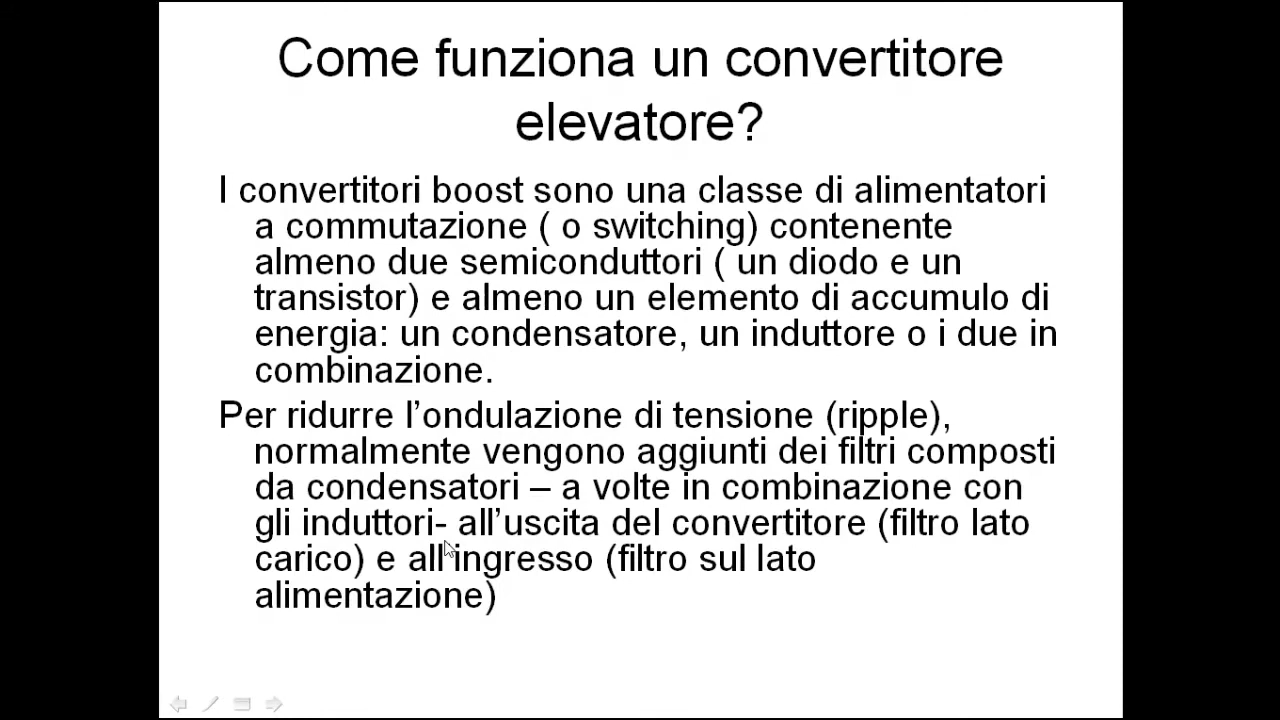 Come funziona un convertitore
elevatore?
I convertitori boost sono una classe di alimentatori
a commutazione ( o switching) contenente
almeno due semiconduttori ( un diodo e un
transistor) e almeno un elemento di accumulo di
energia: un condensatore, un induttore o i due in
combinazione.
Per ridurre l’ondulazione di tensione (ripple),
normalmente vengono aggiunti dei filtri composti
da condensatori – a volte in combinazione con
gli induttori- all’uscita del convertitore (filtro lato
carico) e all’ingresso (filtro sul lato
alimentazione)